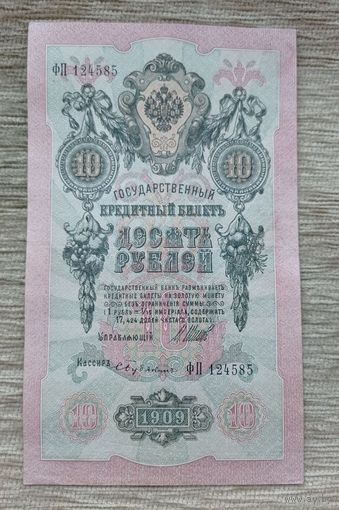 ФП 124585
10 10
ГОСУДАРСТВЕННЫЙ
КРЕДИТНЫЙ БИЛЕТЪ
ДЕСЯТЬ
РУБЛЕЙ
ГОСУДАРСТВЕННЫЙ БАНКЪ РАЗМѢНИВАЕТЪ
КРЕДИТНЫЕ БИЛЕТЫ НА ЗОЛОТУЮ МОНЕТУ
БЕЗЪ ОГРАНИЧЕНІЯ СУММЫ
(1 РУБЛЬ = 1/15 ИМПЕРІАЛА, СОДЕРЖИТЪ
17,424 ДОЛЕЙ ЧИСТАГО ЗОЛОТА)
УПРАВЛЯЮЩІЙ
Кассиръ
ФП 124585
10 1909 10